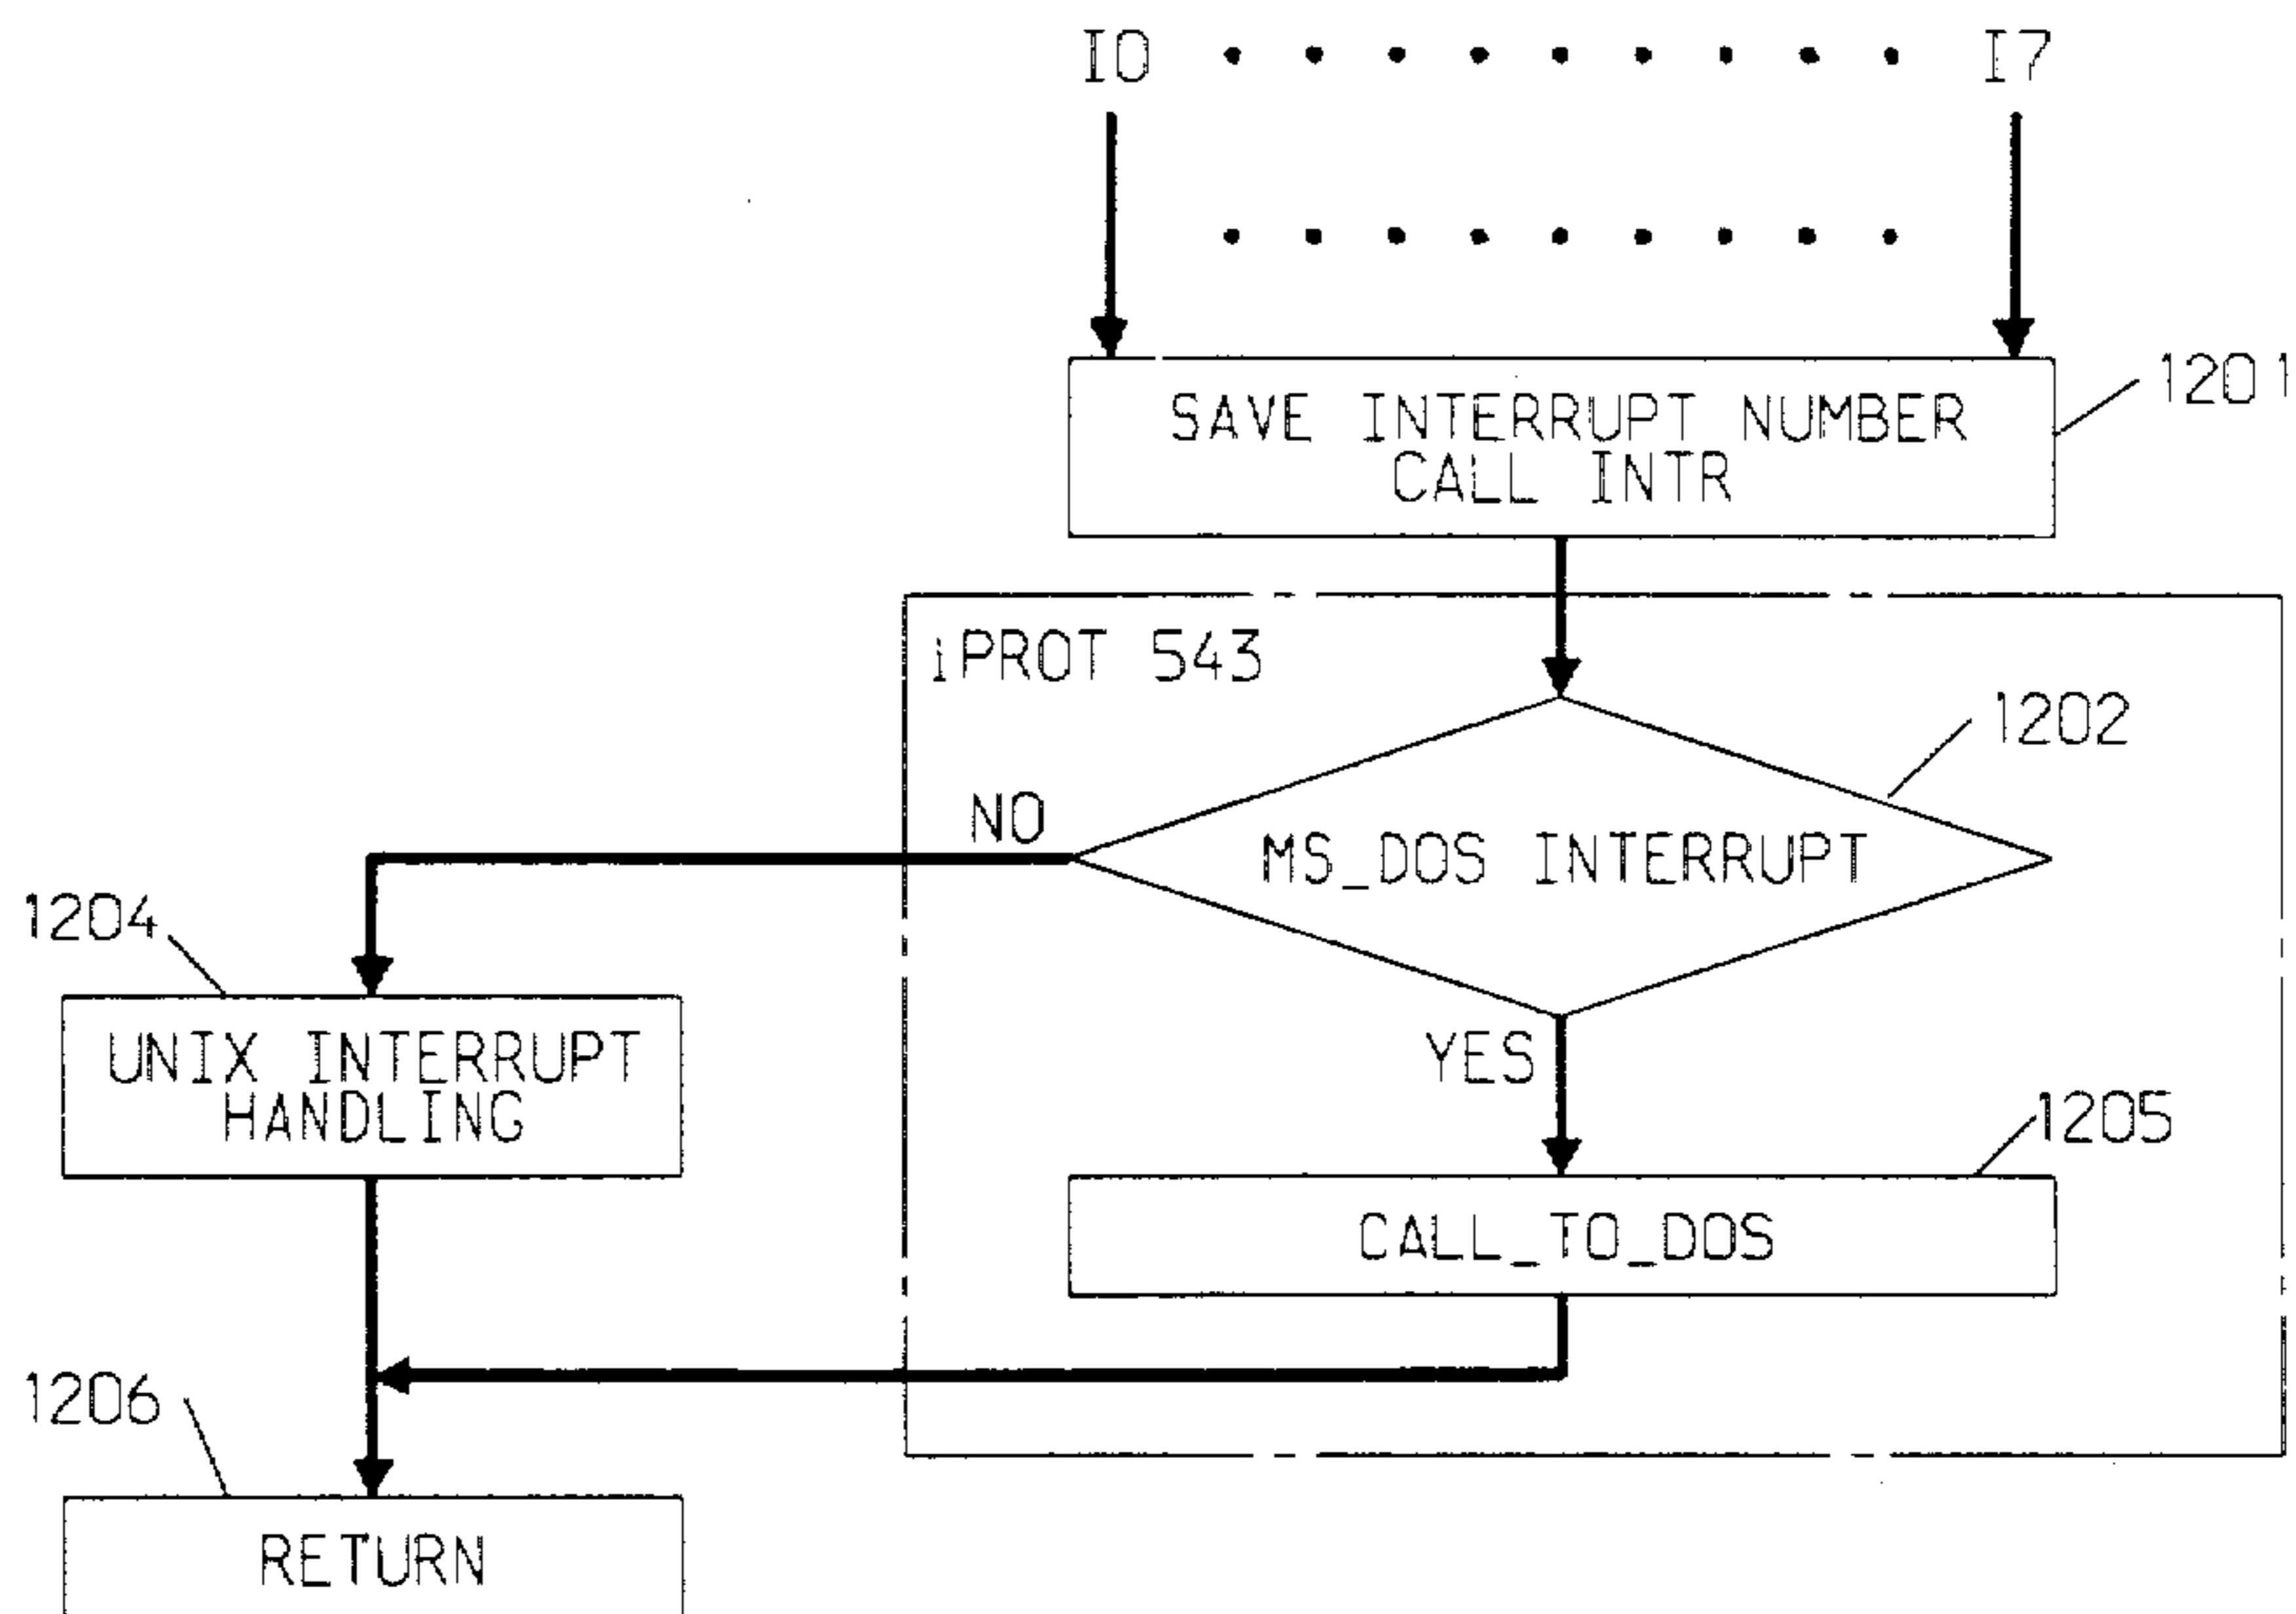 I0 . . . . . . . . . I7
. . . . . . . . .
1201
SAVE INTERRUPT NUMBER
CALL INTR
iPROT 543
1202
NO
MS_DOS INTERRUPT
1204
UNIX INTERRUPT
HANDLING
YES
1205
CALL_TO_DOS
1206
RETURN